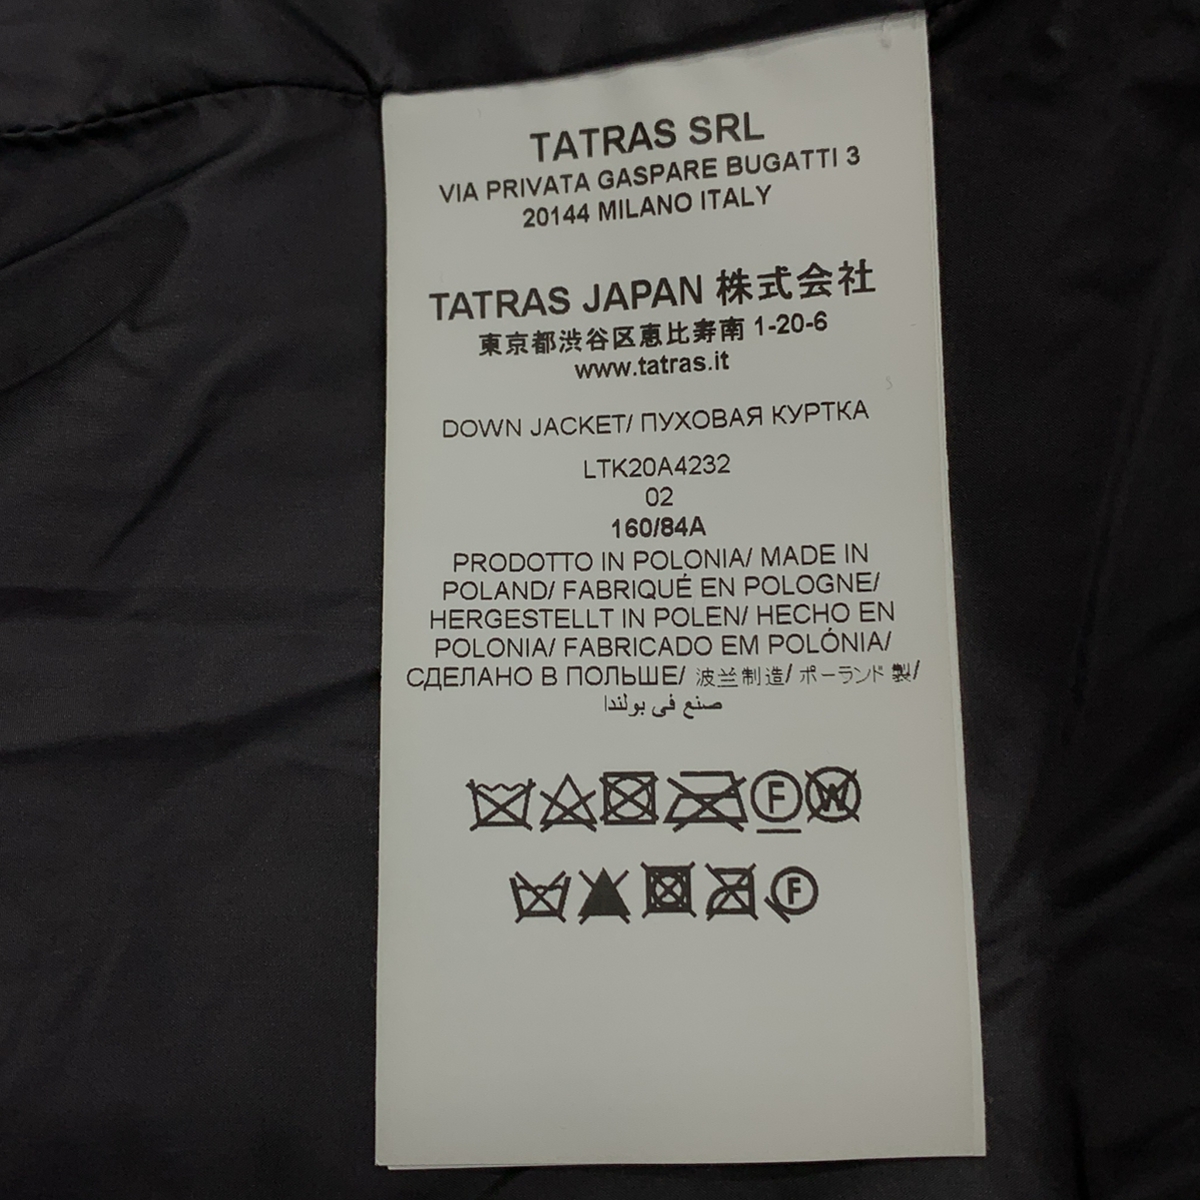 TATRAS SRL
VIA PRIVATA GASPARE BUGATTI 3
20144 MILANO ITALY
TATRAS JAPAN 株式会社
東京都渋谷区恵比寿南 1-20-6
www.tatras.it
DOWN JACKET/ ПУХОВАЯ КУРТКА
LTK20A4232
02
160/84A
PRODOTTO IN POLONIA/ MADE IN
POLAND/ FABRIQUÉ EN POLOGNE/
HERGESTELLT IN POLEN/ HECHO EN
POLONIA/ FABRICADO EM POLÓNIA/
СДЕЛАНО В ПОЛЬШЕ/ 波兰制造/ ポーランド 製/
صنع في بولندا
F W
F